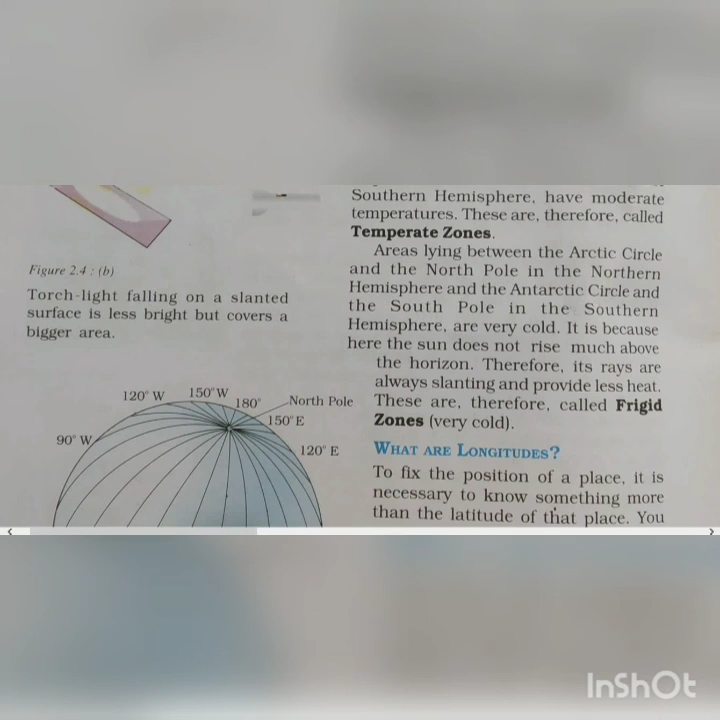 Southern Hemisphere, have moderate
temperatures. These are, therefore, called
Temperate Zones.
Areas lying between the Arctic Circle
and the North Pole in the Northern
Hemisphere and the Antarctic Circle and
the South Pole in the Southern
Hemisphere, are very cold. It is because
here the sun does not rise much above
the horizon. Therefore, its rays are
always slanting and provide less heat.
These are, therefore, called Frigid
Zones (very cold).
WHAT ARE LONGITUDES?
To fix the position of a place, it is
necessary to know something more
than the latitude of that place. You
Figure 2.4 : (b)
Torch-light falling on a slanted
surface is less bright but covers a
bigger area.
120° W
150° W
180°
North Pole
150° E
120° E
90° W
InShOt